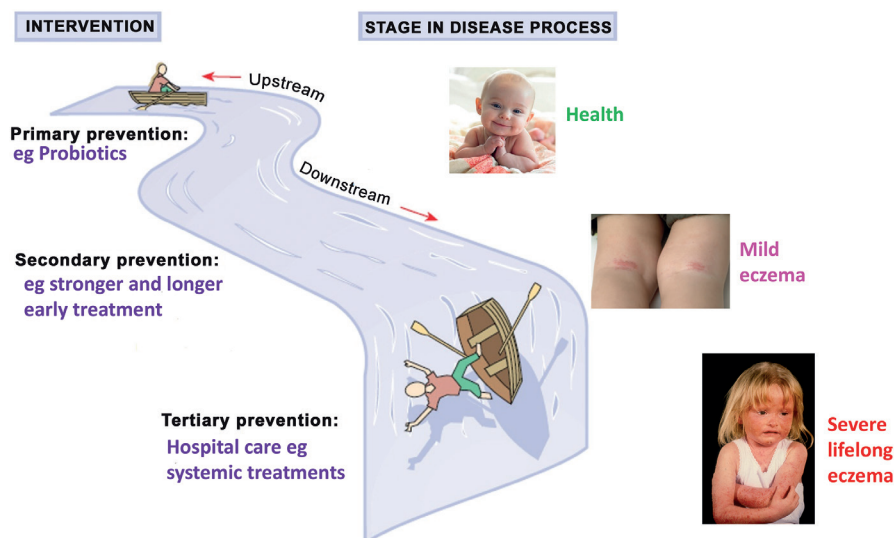 INTERVENTION
STAGE IN DISEASE PROCESS
Upstream
Health
Primary prevention:
eg Probiotics
Downstream
Mild
eczema
Secondary prevention:
eg stronger and longer
early treatment
Tertiary prevention:
Hospital care eg
systemic treatments
Severe
lifelong
eczema